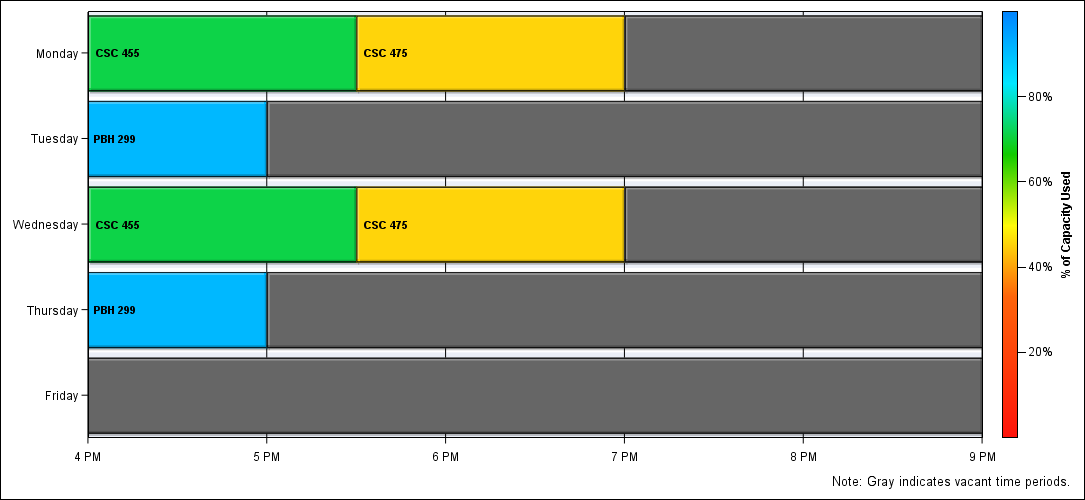 Monday
CSC 455
CSC 475
Tuesday
PBH 299
Wednesday
CSC 455
CSC 475
Thursday
PBH 299
Friday
4 PM
5 PM
6 PM
7 PM
8 PM
9 PM
80%
60%
40%
20%
% of Capacity Used
Note: Gray indicates vacant time periods.